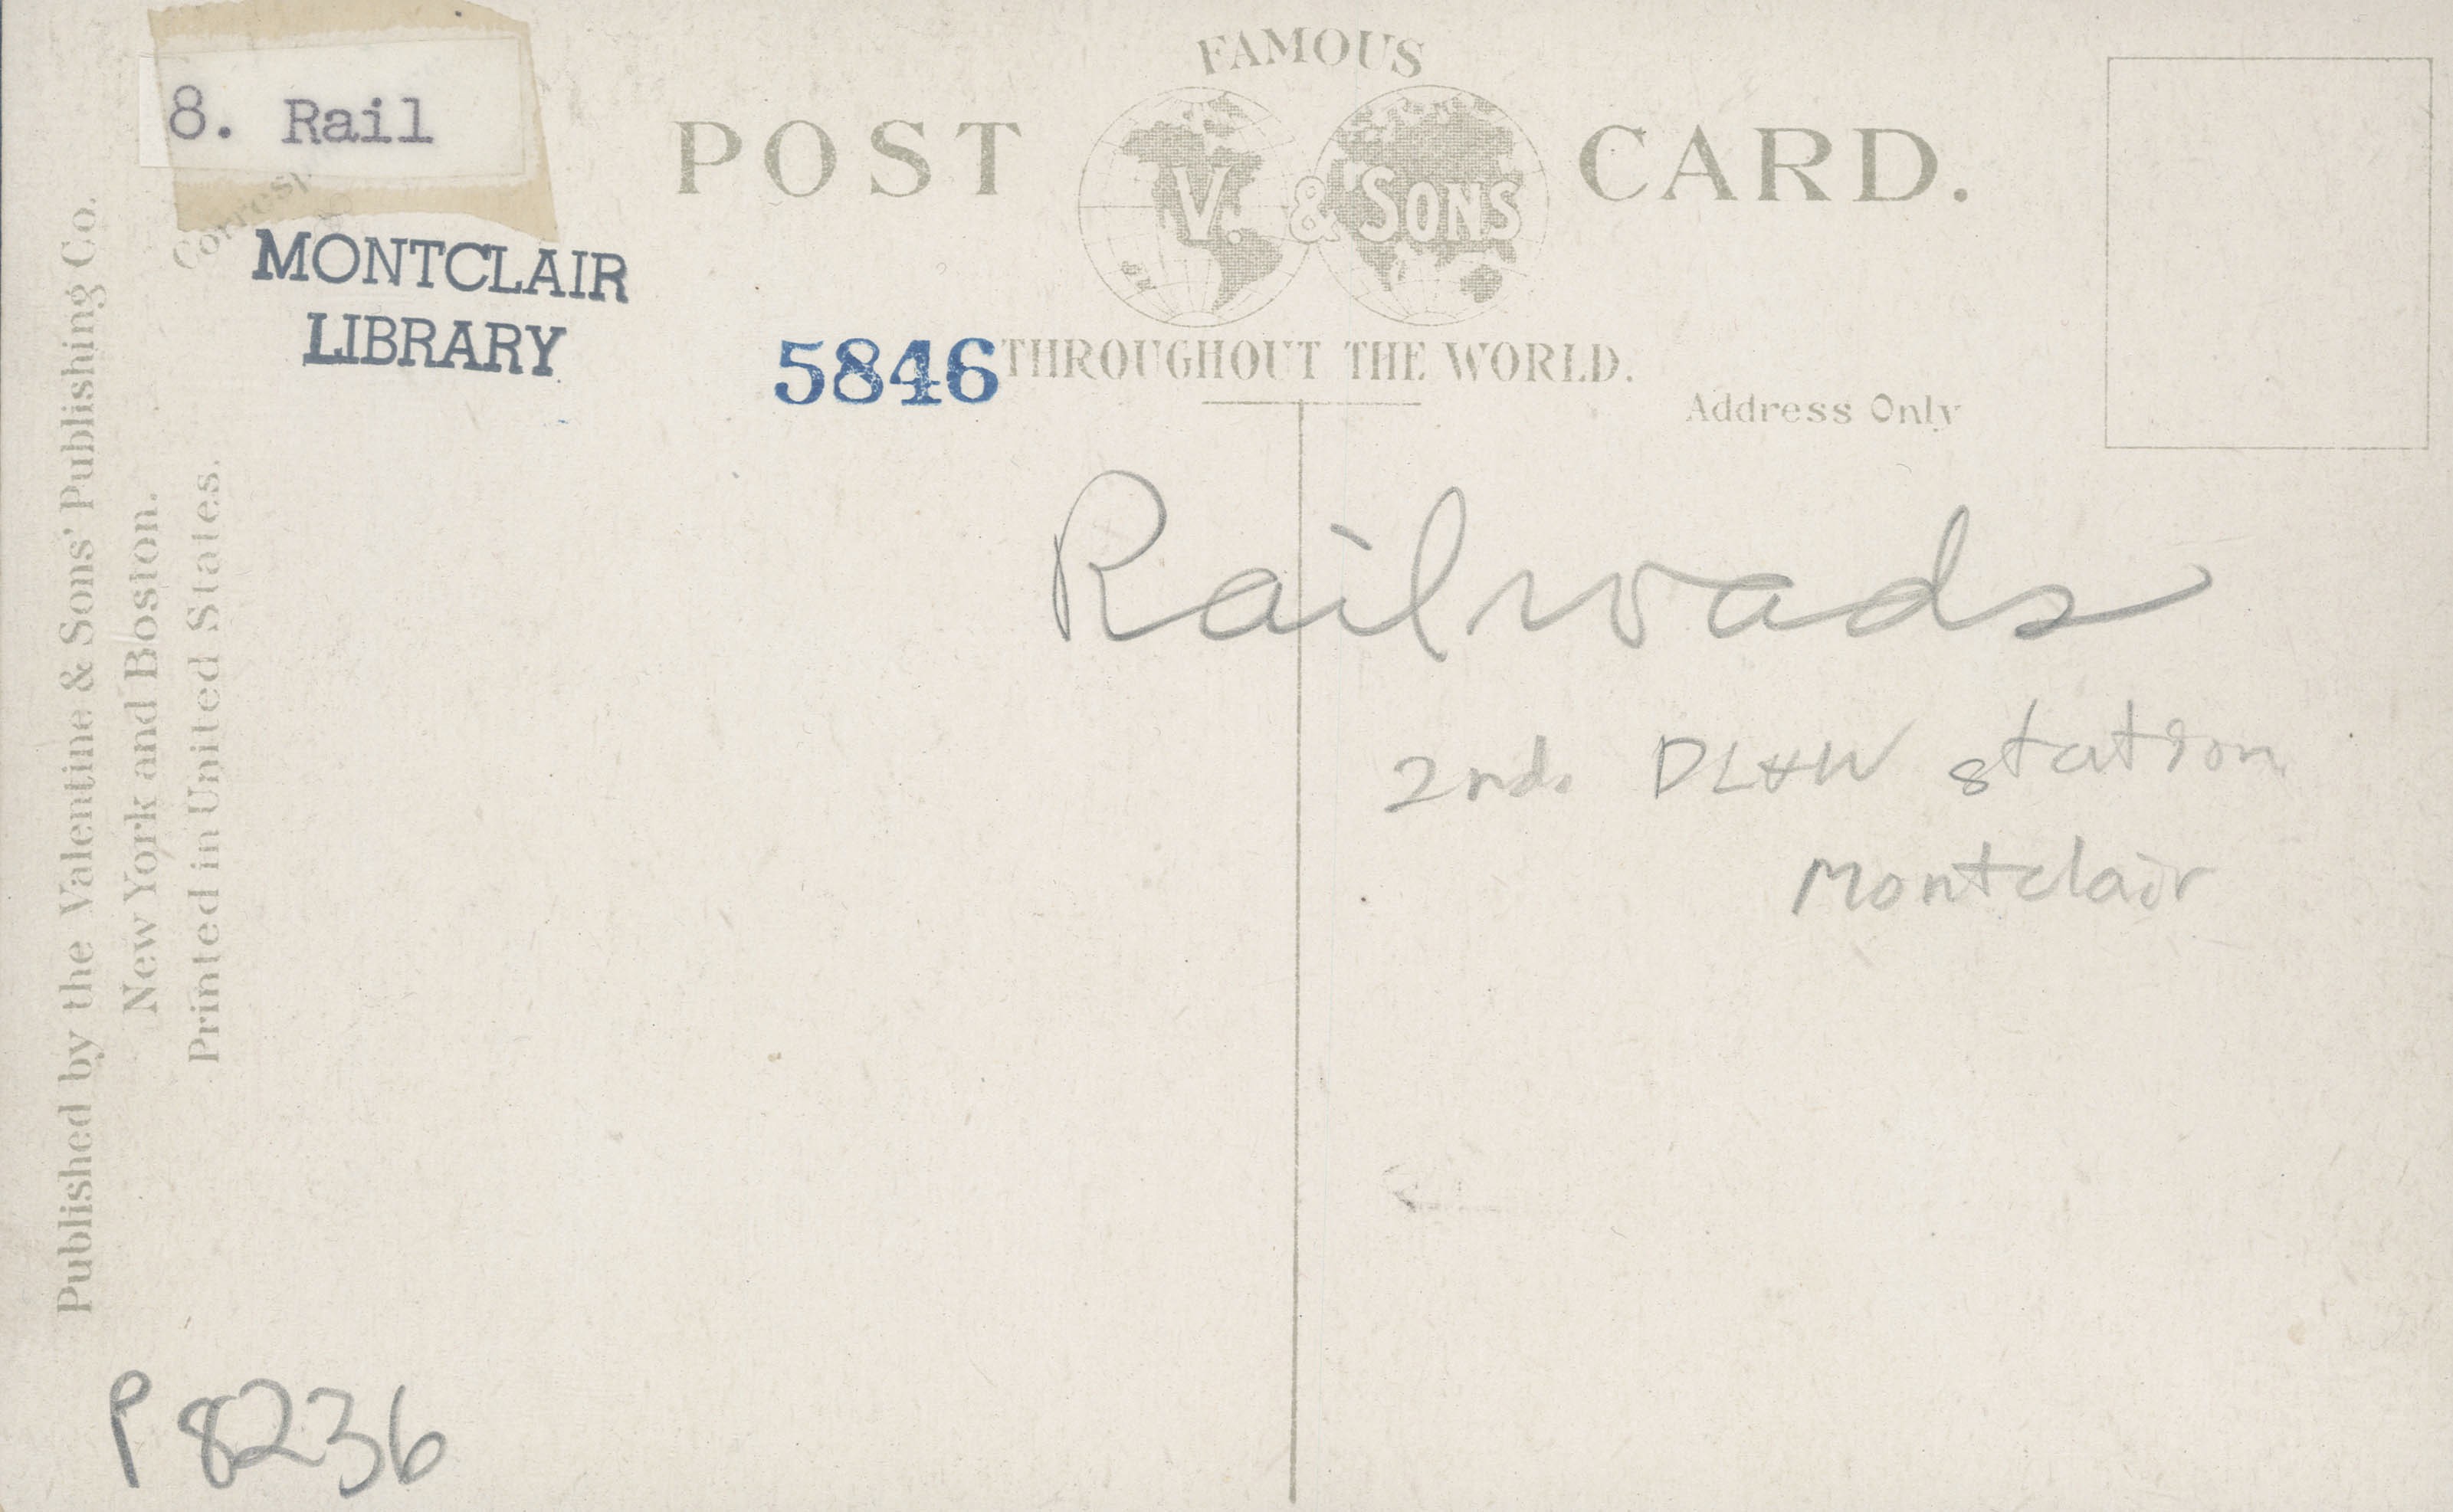 8. Rail
Corresp
MONTCLAIR
LIBRARY
FAMOUS
POST CARD.
V. & SONS
5846
THROUGHOUT THE WORLD.
Address Only
Railroads
2nd. DL&W station
Montclair
Published by the Valentine & Sons' Publishing Co.
New York and Boston.
Printed in United States.
P 8236